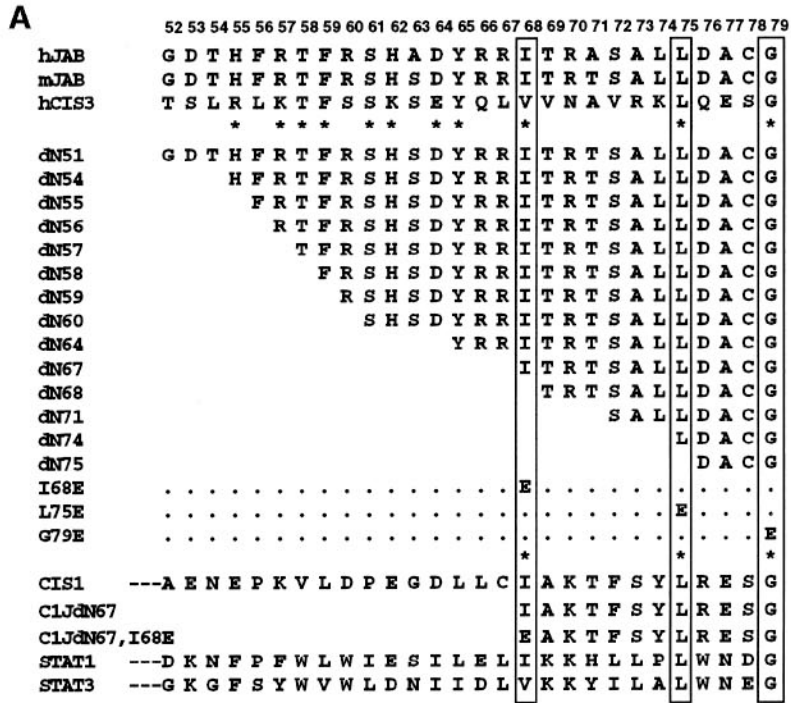 A
52 53 54 55 56 57 58 59 60 61 62 63 64 65 66 67 68 69 70 71 72 73 74 75 76 77 78 79
hJAB G D T H F R T F R S H A D Y R R I T R A S A L L D A C G
mJAB G D T H F R T F R S H S D Y R R I T R T S A L L D A C G
hCIS3 T S L R L K T F S S K S E Y Q L V V N A V R K L Q E S G
* * * * * * * * * * *
dN51 G D T H F R T F R S H S D Y R R I T R T S A L L D A C G
dN54 H F R T F R S H S D Y R R I T R T S A L L D A C G
dN55 F R T F R S H S D Y R R I T R T S A L L D A C G
dN56 R T F R S H S D Y R R I T R T S A L L D A C G
dN57 T F R S H S D Y R R I T R T S A L L D A C G
dN58 F R S H S D Y R R I T R T S A L L D A C G
dN59 R S H S D Y R R I T R T S A L L D A C G
dN60 S H S D Y R R I T R T S A L L D A C G
dN64 Y R R I T R T S A L L D A C G
dN67 I T R T S A L L D A C G
dN68 T R T S A L L D A C G
dN71 S A L L D A C G
dN74 L D A C G
dN75 D A C G
I68E . . . . . . . . . . . . . . . . E . . . . . . . . . . .
L75E . . . . . . . . . . . . . . . . . . . . . . . E . . . .
G79E . . . . . . . . . . . . . . . . . . . . . . . . . . . E
* * *
CIS1 ---A E N E P K V L D P E G D L L C I A K T F S Y L R E S G
C1JdN67 I A K T F S Y L R E S G
C1JdN67,I68E E A K T F S Y L R E S G
STAT1 ---D K N F P F W L W I E S I L E L I K K H L L P L W N D G
STAT3 ---G K G F S Y W V W L D N I I D L V K K Y I L A L W N E G